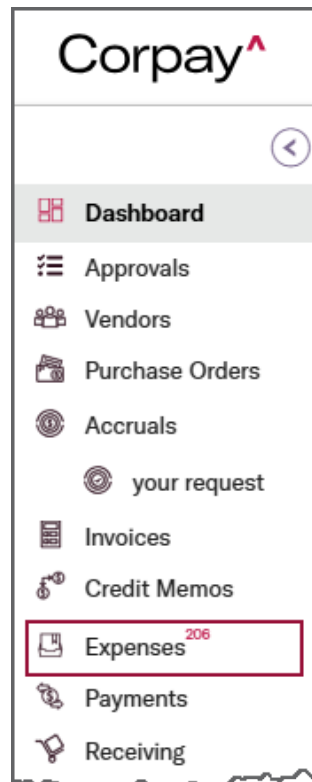 Corpay^
Dashboard
Approvals
Vendors
Purchase Orders
Accruals
your request
Invoices
Credit Memos
Expenses 206
Payments
Receiving